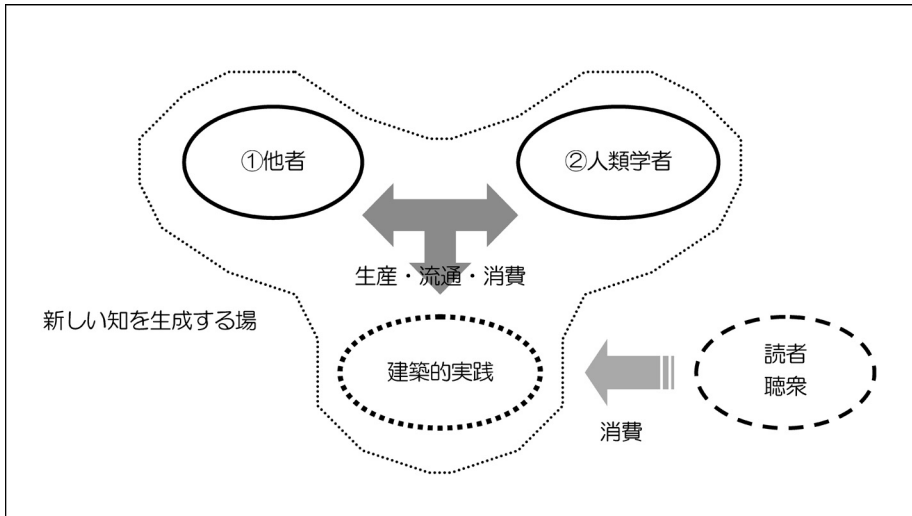 ①他者
②人類学者
生産・流通・消費
新しい知を生成する場
建築的実践
読者
聴衆
消費